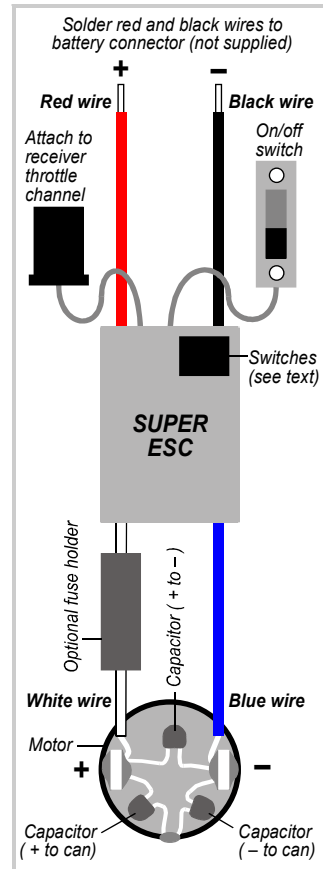 Solder red and black wires to
battery connector (not supplied)
+
–
Red wire
Black wire
Attach to
receiver
throttle
channel
On/off
switch
Switches
(see text)
SUPER
ESC
Optional fuse holder
Capacitor ( + to – )
White wire
Blue wire
Motor
+
–
Capacitor
( + to can)
Capacitor
( – to can)